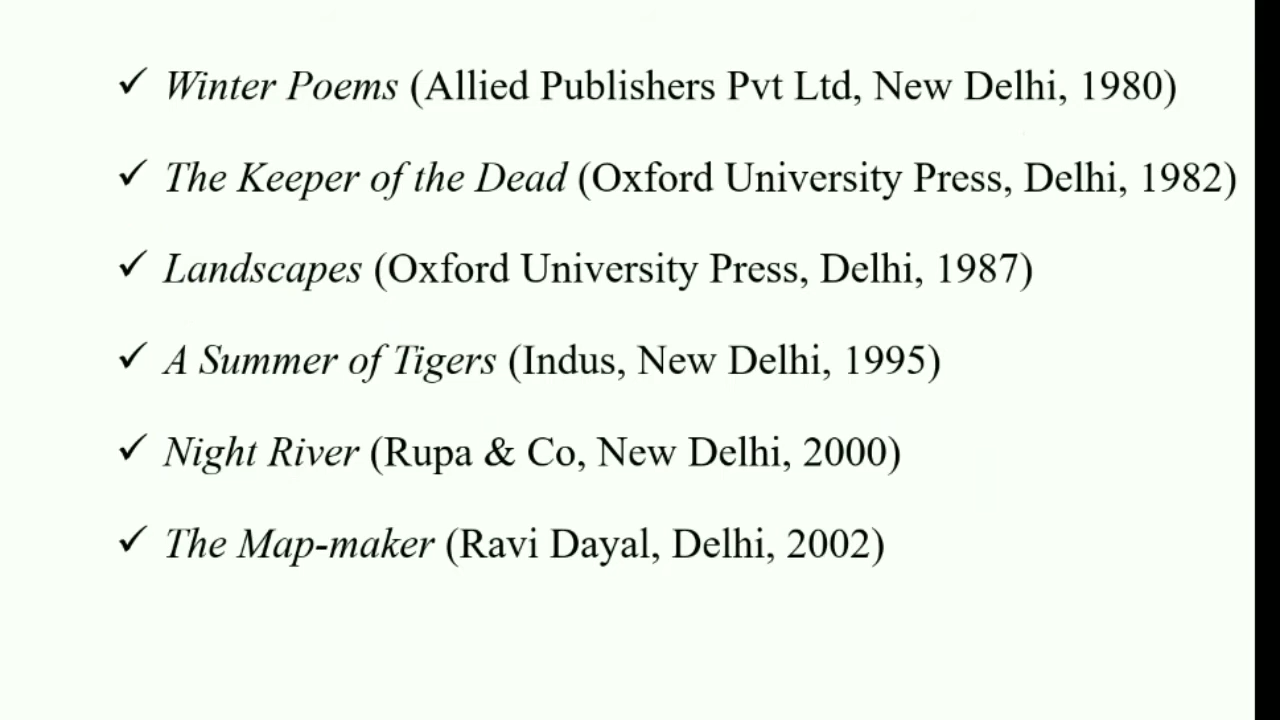 ✓ Winter Poems (Allied Publishers Pvt Ltd, New Delhi, 1980)
✓ The Keeper of the Dead (Oxford University Press, Delhi, 1982)
✓ Landscapes (Oxford University Press, Delhi, 1987)
✓ A Summer of Tigers (Indus, New Delhi, 1995)
✓ Night River (Rupa & Co, New Delhi, 2000)
✓ The Map-maker (Ravi Dayal, Delhi, 2002)